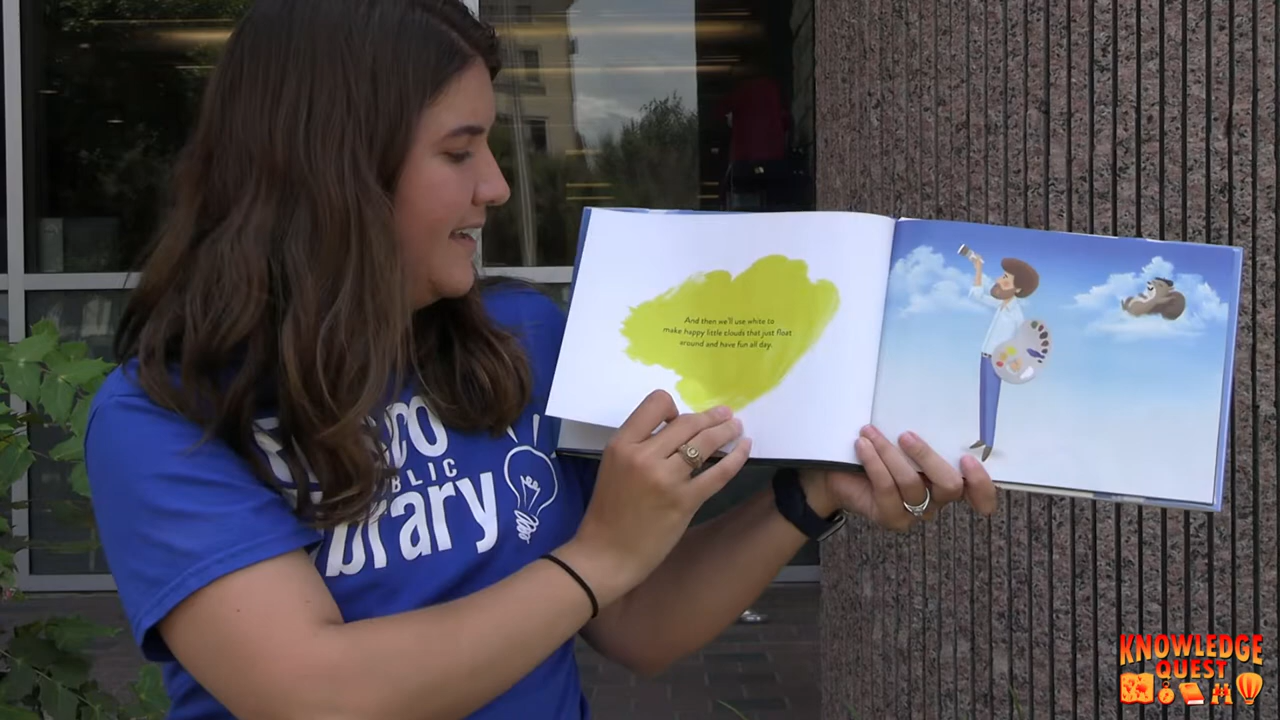 And then we'll use white to
make happy little clouds that just float
around and have fun all day.
PUBLIC
library
KNOWLEDGE
QUEST